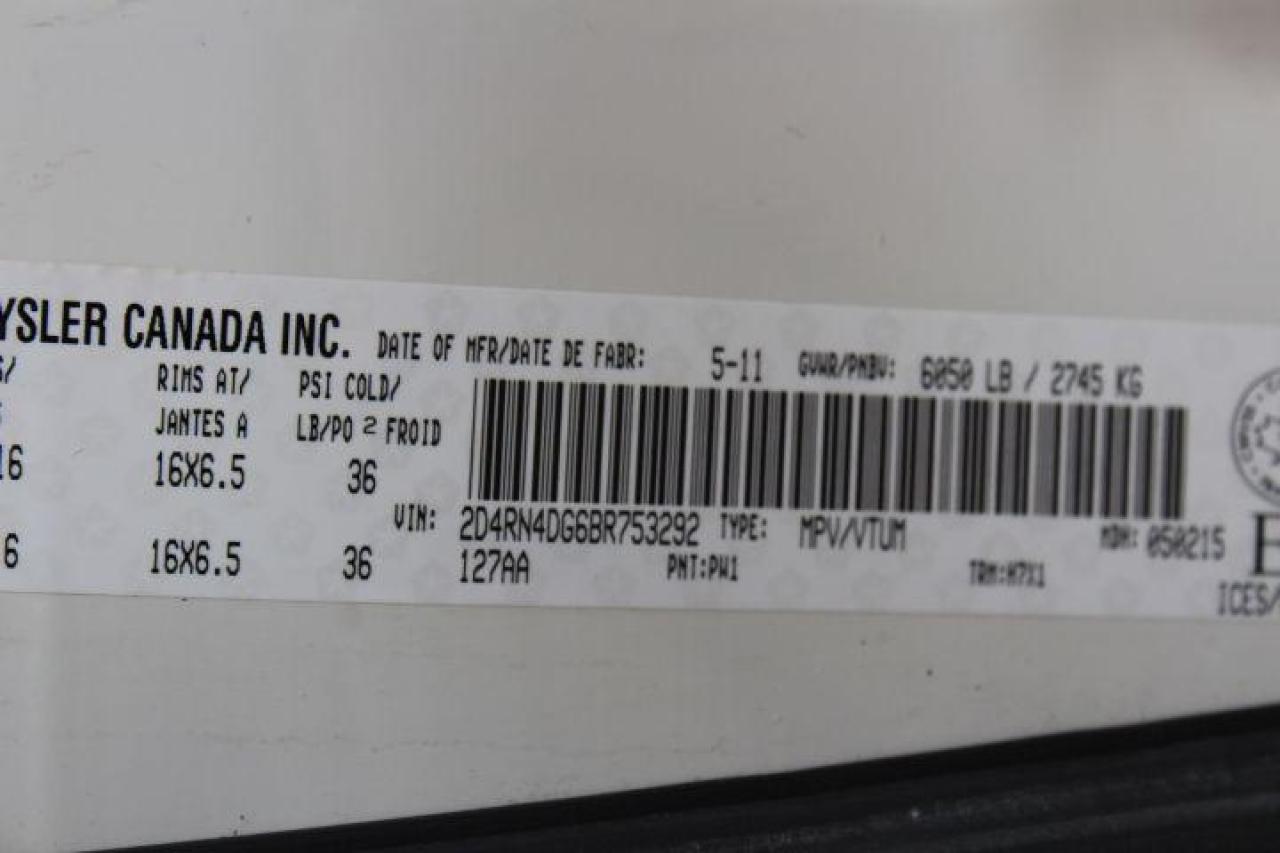 YSLER CANADA INC. DATE OF MFR/DATE DE FABR: 5-11 GVWR/PNBV: 6050 LB / 2745 KG
RIMS AT/ PSI COLD/
JANTES A LB/PO 2 FROID
16 16X6.5 36
VIN: 2D4RN4DG6BR753292 TYPE: MPV/VTUM MDH: 050215
6 16X6.5 36 127AA PNT:PW1 TRM:H7X1
ICES/